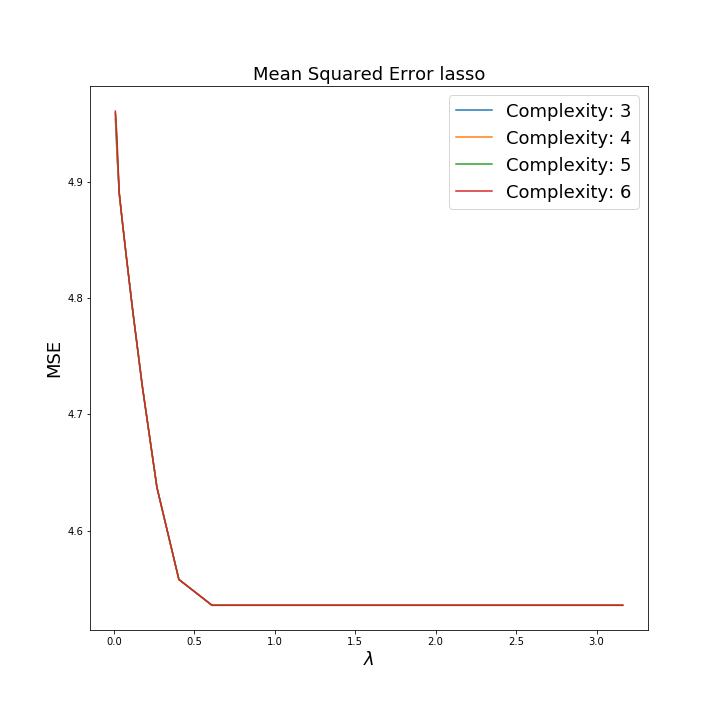 Mean Squared Error lasso
Complexity: 3
Complexity: 4
Complexity: 5
Complexity: 6
MSE
4.9
4.8
4.7
4.6
0.0 0.5 1.0 1.5 2.0 2.5 3.0
λ